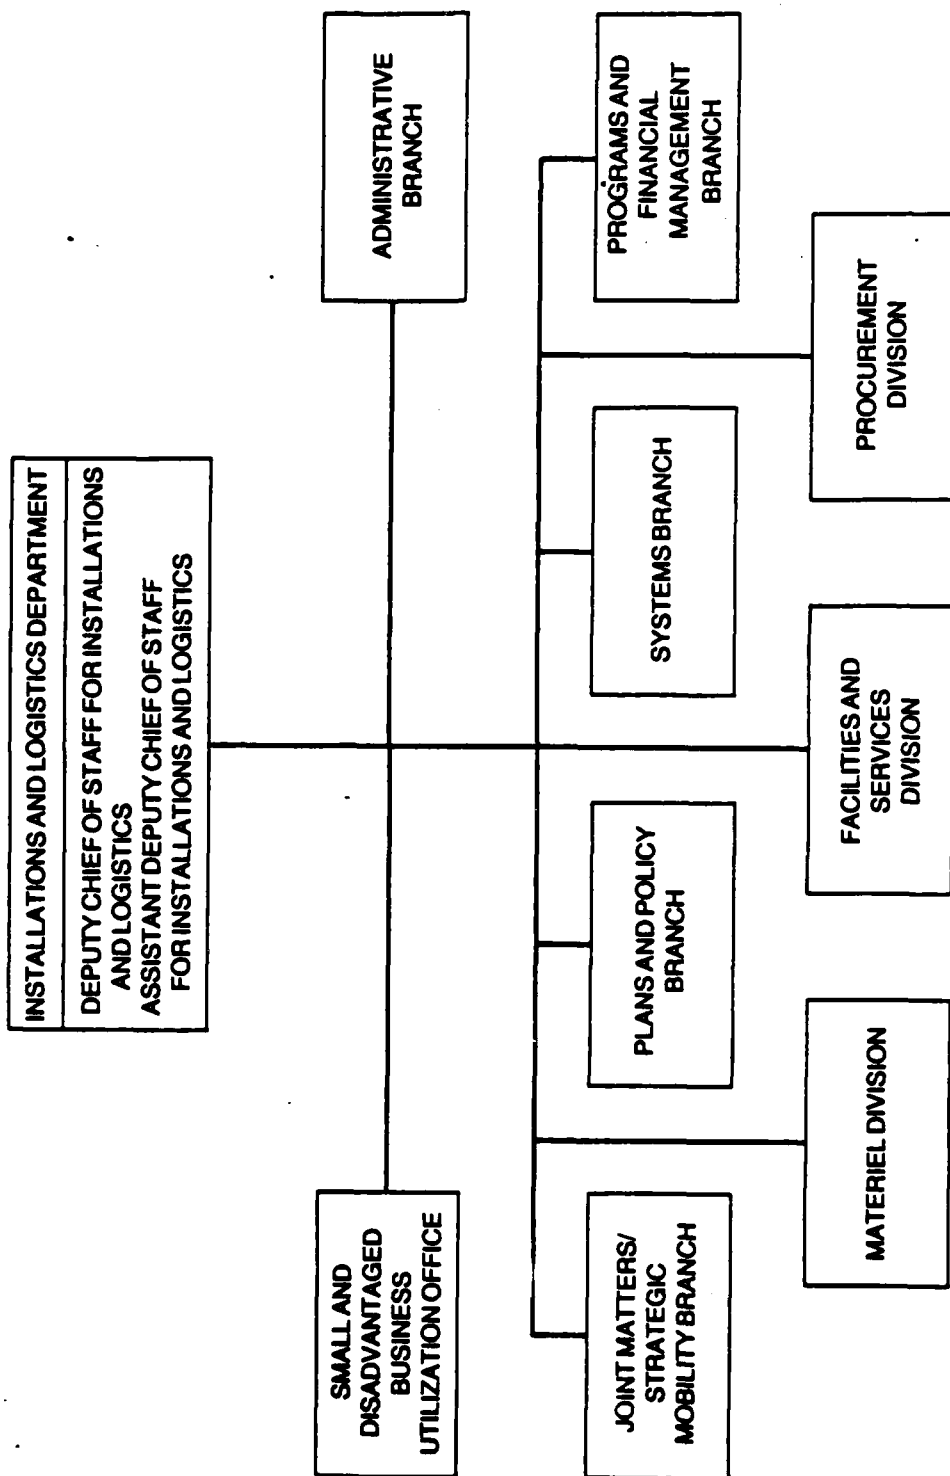 INSTALLATIONS AND LOGISTICS DEPARTMENT
DEPUTY CHIEF OF STAFF FOR INSTALLATIONS
AND LOGISTICS
ASSISTANT DEPUTY CHIEF OF STAFF
FOR INSTALLATIONS AND LOGISTICS
SMALL AND
DISADVANTAGED
BUSINESS
UTILIZATION OFFICE
ADMINISTRATIVE
BRANCH
JOINT MATTERS/
STRATEGIC
MOBILITY BRANCH
PLANS AND POLICY
BRANCH
SYSTEMS BRANCH
PROGRAMS AND
FINANCIAL
MANAGEMENT
BRANCH
MATERIEL DIVISION
FACILITIES AND
SERVICES
DIVISION
PROCUREMENT
DIVISION